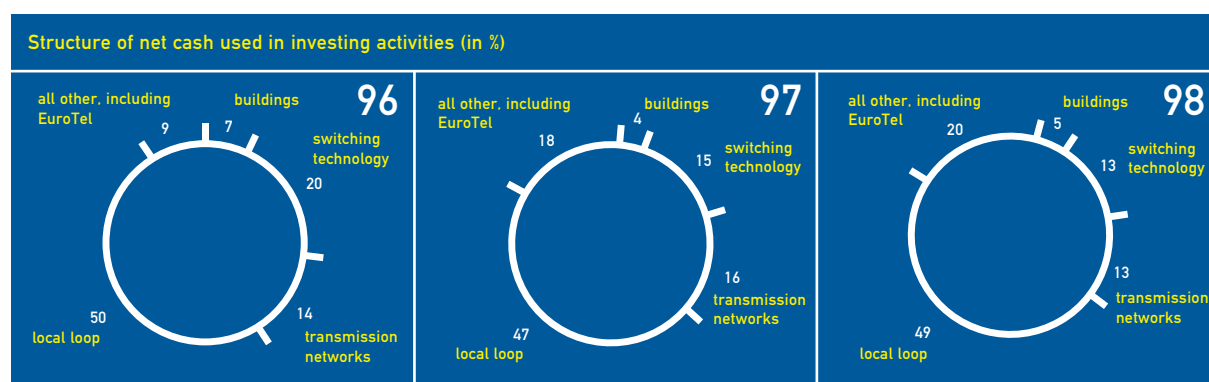 Structure of net cash used in investing activities (in %)
96
all other, including
EuroTel
9
7
buildings
switching
technology
20
14
transmission
networks
50
local loop
97
all other, including
EuroTel
18
4
buildings
15
switching
technology
16
transmission
networks
47
local loop
98
all other, including
EuroTel
20
5
buildings
switching
13 technology
13
transmission
networks
49
local loop